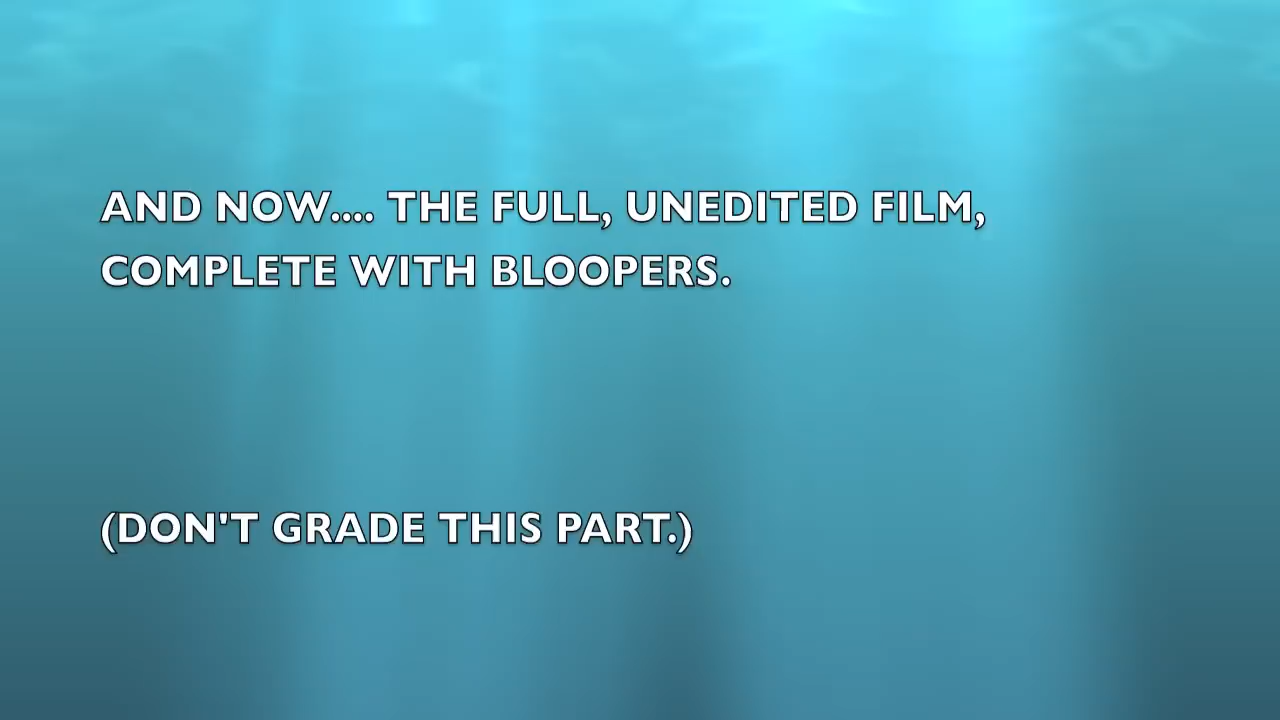 AND NOW.... THE FULL, UNEDITED FILM,
COMPLETE WITH BLOOPERS.
(DON'T GRADE THIS PART.)